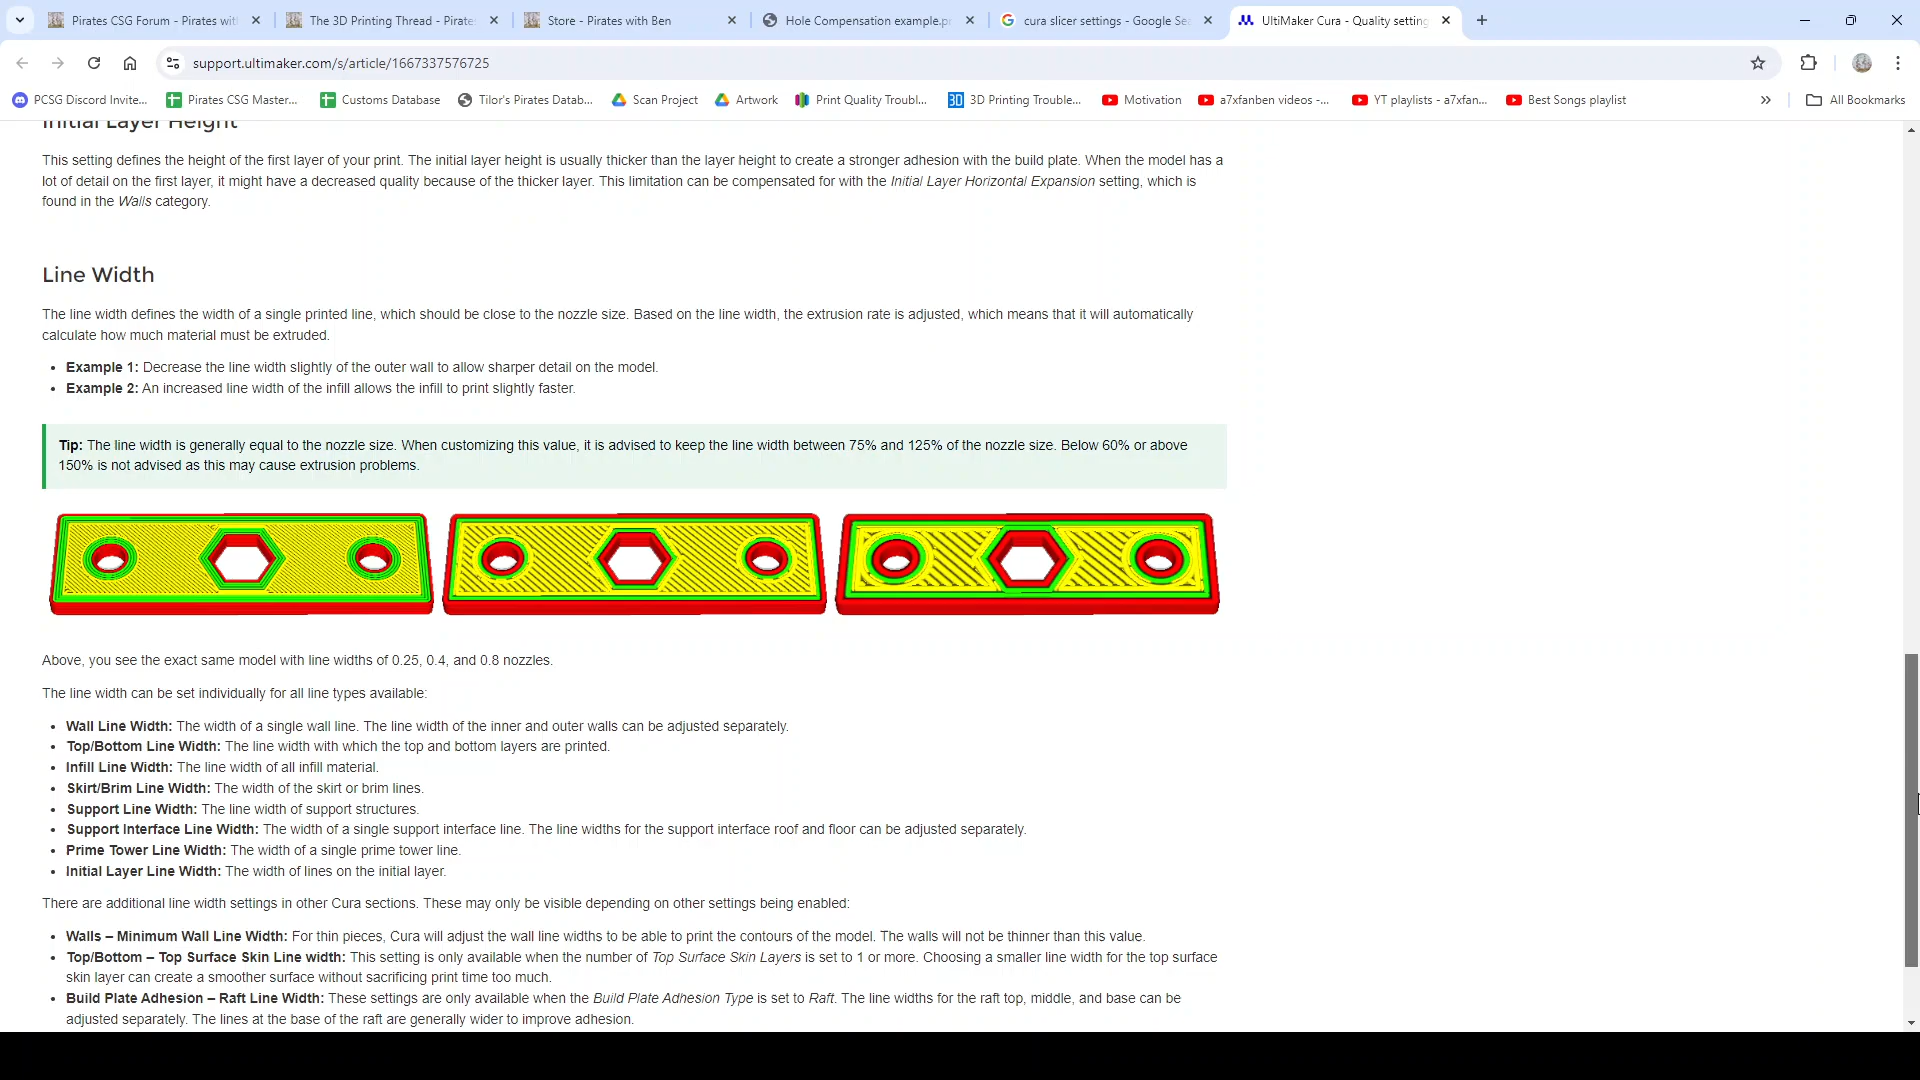 Pirates CSG Forum - Pirates wit
The 3D Printing Thread - Pirate
Store - Pirates with Ben
Hole Compensation example.p
cura slicer settings - Google Se
UltiMaker Cura - Quality setting
support.ultimaker.com/s/article/1667337576725
PCSG Discord Invite...
Pirates CSG Master...
Customs Database
Tilor's Pirates Datab...
Scan Project
Artwork
Print Quality Troubl...
3D Printing Trouble...
Motivation
a7xfanben videos -...
YT playlists - a7xfan...
Best Songs playlist
All Bookmarks
Initial Layer Height
This setting defines the height of the first layer of your print. The initial layer height is usually thicker than the layer height to create a stronger adhesion with the build plate. When the model has a
lot of detail on the first layer, it might have a decreased quality because of the thicker layer. This limitation can be compensated for with the Initial Layer Horizontal Expansion setting, which is
found in the Walls category.
Line Width
The line width defines the width of a single printed line, which should be close to the nozzle size. Based on the line width, the extrusion rate is adjusted, which means that it will automatically
calculate how much material must be extruded.
• Example 1: Decrease the line width slightly of the outer wall to allow sharper detail on the model.
• Example 2: An increased line width of the infill allows the infill to print slightly faster.
Tip: The line width is generally equal to the nozzle size. When customizing this value, it is advised to keep the line width between 75% and 125% of the nozzle size. Below 60% or above
150% is not advised as this may cause extrusion problems.
Above, you see the exact same model with line widths of 0.25, 0.4, and 0.8 nozzles.
The line width can be set individually for all line types available:
• Wall Line Width: The width of a single wall line. The line width of the inner and outer walls can be adjusted separately.
• Top/Bottom Line Width: The line width with which the top and bottom layers are printed.
• Infill Line Width: The line width of all infill material.
• Skirt/Brim Line Width: The width of the skirt or brim lines.
• Support Line Width: The line width of support structures.
• Support Interface Line Width: The width of a single support interface line. The line widths for the support interface roof and floor can be adjusted separately.
• Prime Tower Line Width: The width of a single prime tower line.
• Initial Layer Line Width: The width of lines on the initial layer.
There are additional line width settings in other Cura sections. These may only be visible depending on other settings being enabled:
• Walls – Minimum Wall Line Width: For thin pieces, Cura will adjust the wall line widths to be able to print the contours of the model. The walls will not be thinner than this value.
• Top/Bottom – Top Surface Skin Line width: This setting is only available when the number of Top Surface Skin Layers is set to 1 or more. Choosing a smaller line width for the top surface
skin layer can create a smoother surface without sacrificing print time too much.
• Build Plate Adhesion – Raft Line Width: These settings are only available when the Build Plate Adhesion Type is set to Raft. The line widths for the raft top, middle, and base can be
adjusted separately. The lines at the base of the raft are generally wider to improve adhesion.